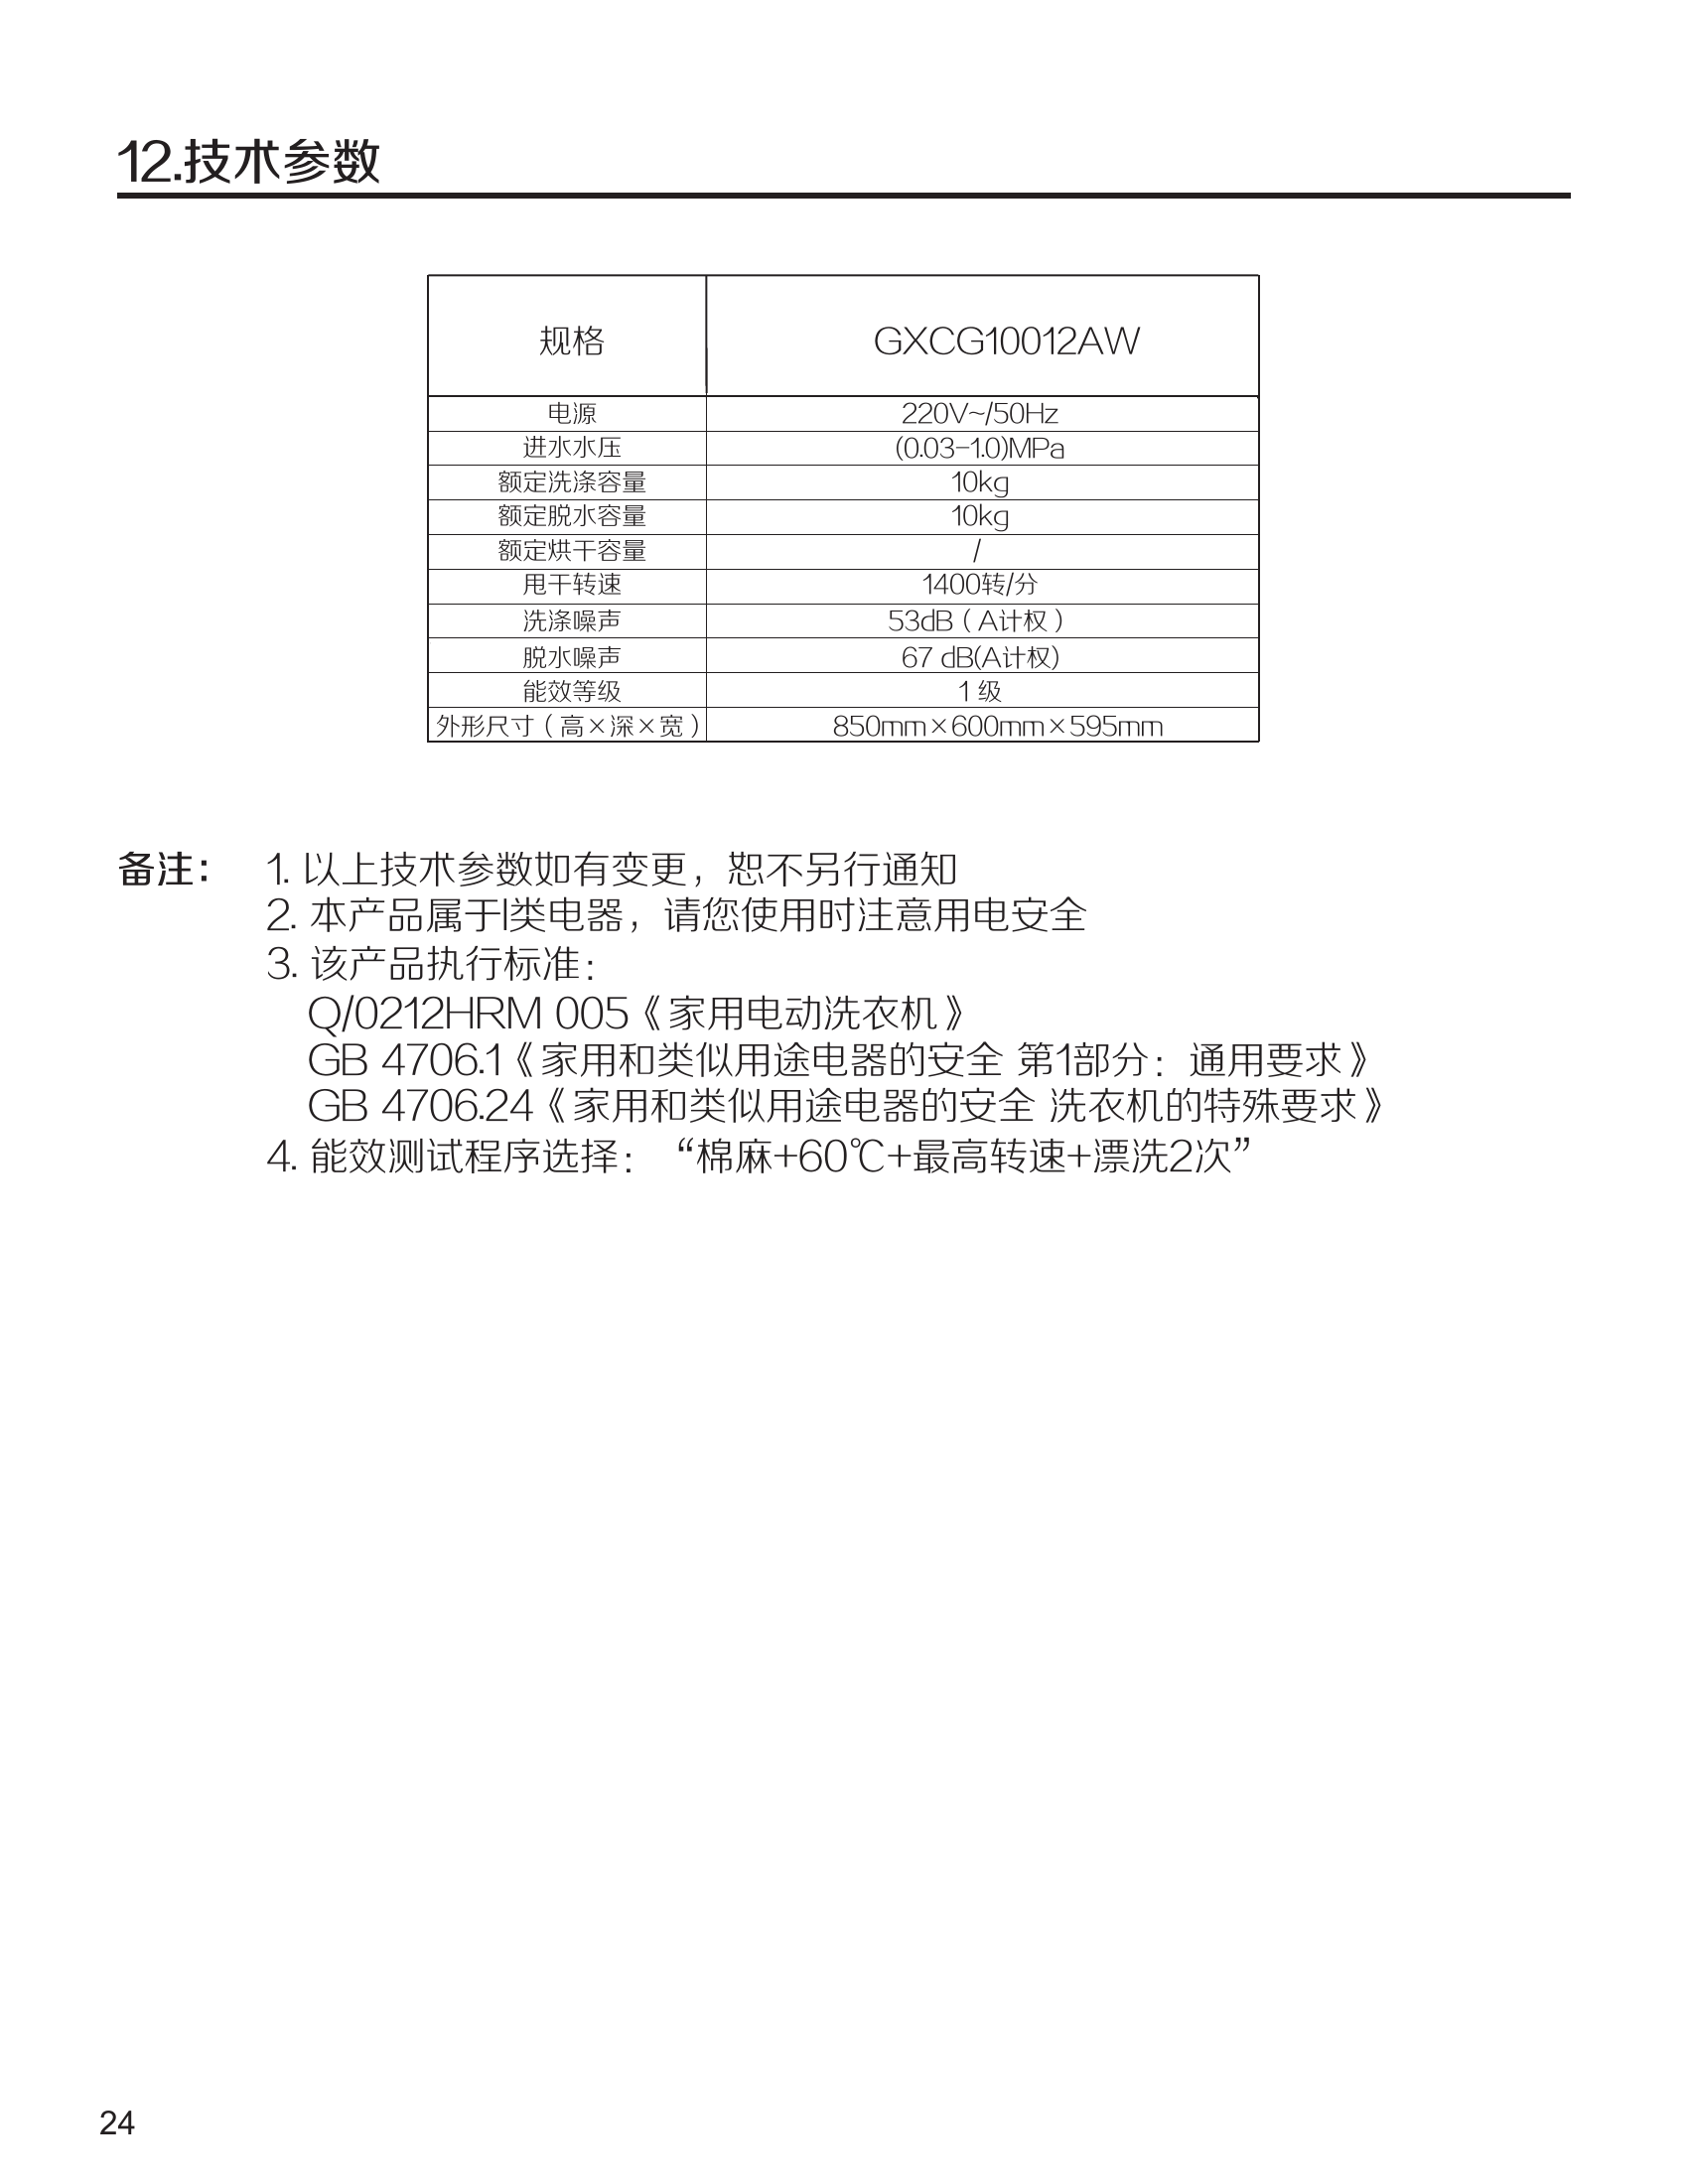 12.技术参数
规格 GXCG10012AW
电源 220V~/50Hz
进水水压 (0.03-1.0)MPa
额定洗涤容量 10kg
额定脱水容量 10kg
额定烘干容量 /
甩干转速 1400转/分
洗涤噪声 53dB（A计权）
脱水噪声 67 dB(A计权)
能效等级 1 级
外形尺寸（高×深×宽） 850mm×600mm×595mm
备注： 1. 以上技术参数如有变更，恕不另行通知
2. 本产品属于I类电器，请您使用时注意用电安全
3. 该产品执行标准：
Q/0212HRM 005《家用电动洗衣机》
GB 4706.1《家用和类似用途电器的安全 第1部分：通用要求》
GB 4706.24《家用和类似用途电器的安全 洗衣机的特殊要求》
4. 能效测试程序选择：“棉麻+60℃+最高转速+漂洗2次”
24